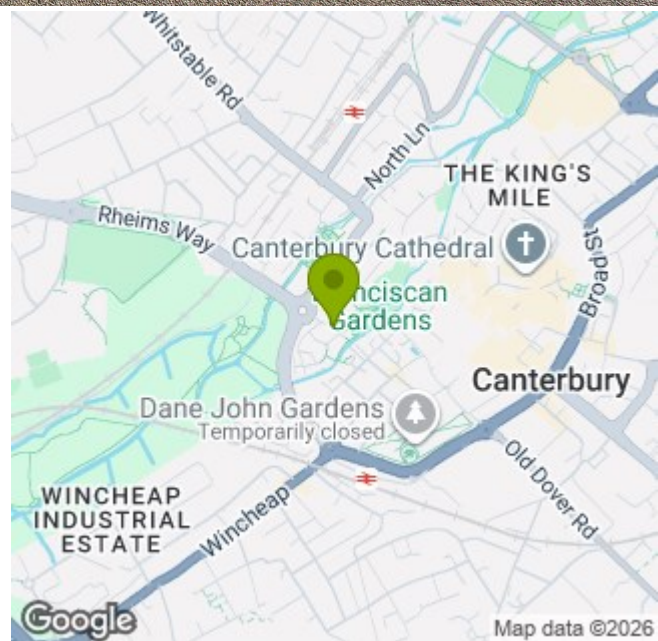 Whitstable Rd
North Ln
THE KING'S
MILE
Rheims Way
Canterbury Cathedral
Broad St
Franciscan
Gardens
Canterbury
Dane John Gardens
Temporarily closed
Old Dover Rd
WINCHEAP
INDUSTRIAL
ESTATE
Wincheap
Google
Map data ©2026